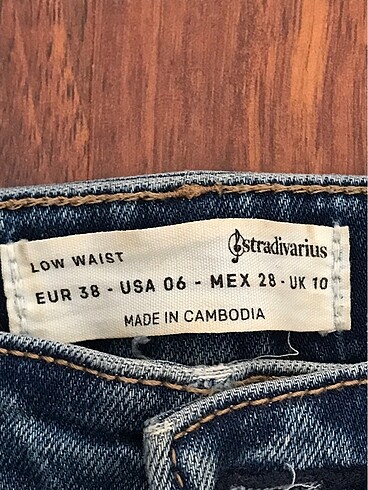 stradivarius
LOW WAIST
EUR 38 - USA 06 - MEX 28 - UK 10
MADE IN CAMBODIA